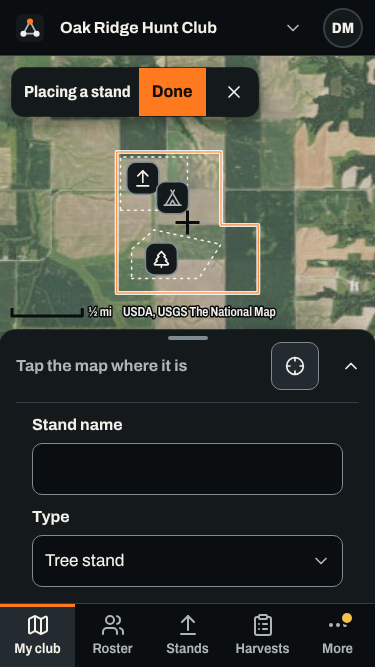 Oak Ridge Hunt Club
DM
Placing a stand
Done
½ mi
USDA, USGS The National Map
Tap the map where it is
Stand name
Type
Tree stand
My club
Roster
Stands
Harvests
More